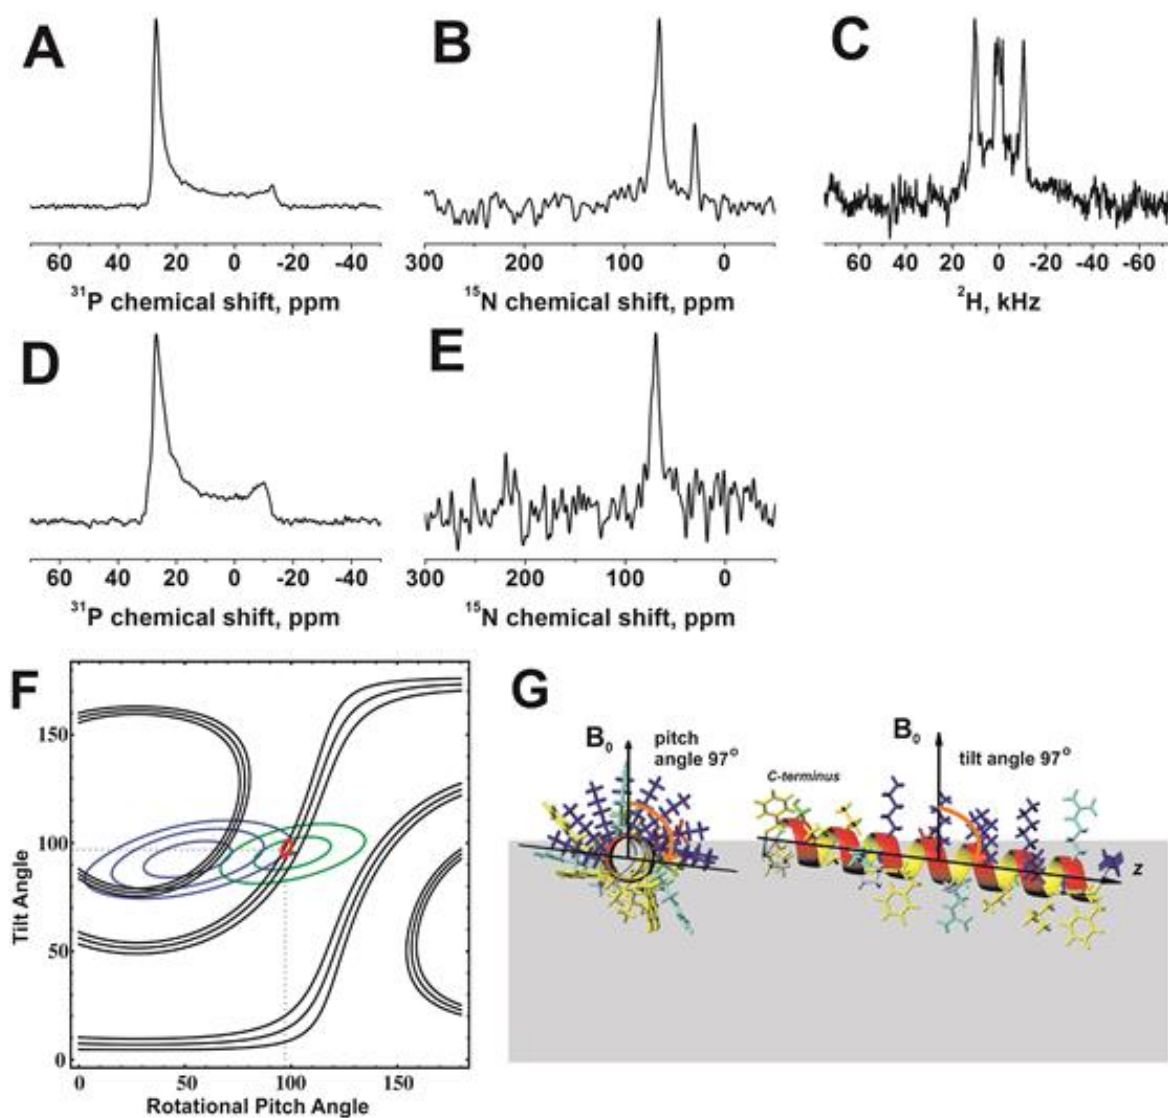 A
B
C
60 40 20 0 -20 -40
300 200 100 0
60 40 20 0 -20 -40 -60
³¹P chemical shift, ppm
¹⁵N chemical shift, ppm
²H, kHz
D
E
60 40 20 0 -20 -40
300 200 100 0
³¹P chemical shift, ppm
¹⁵N chemical shift, ppm
F
150
100
50
0
Tilt Angle
0 50 100 150
Rotational Pitch Angle
G
B₀
pitch
angle 97°
B₀
tilt angle 97°
C-terminus
z